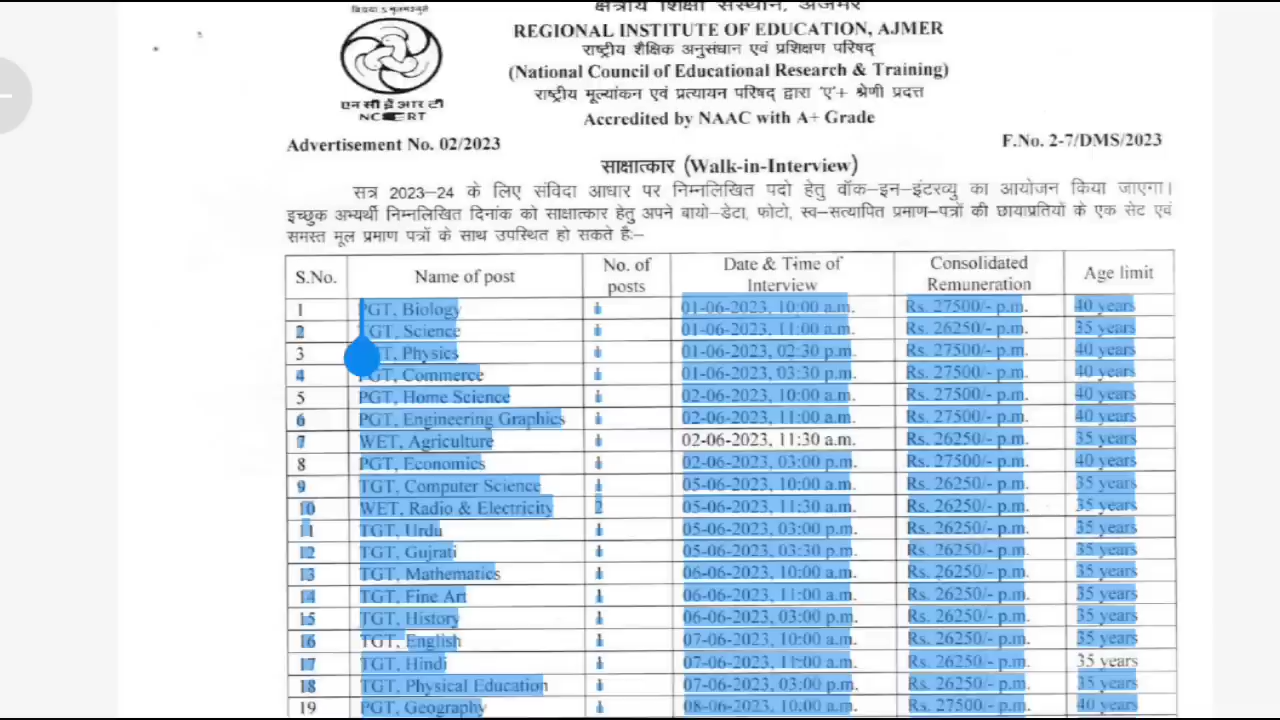 क्षेत्रीय शिक्षा संस्थान, अजमेर
REGIONAL INSTITUTE OF EDUCATION, AJMER
राष्ट्रीय शैक्षिक अनुसंधान एवं प्रशिक्षण परिषद्
(National Council of Educational Research & Training)
राष्ट्रीय मूल्यांकन एवं प्रत्यायन परिषद् द्वारा 'ए'+ श्रेणी प्रदत्त
Accredited by NAAC with A+ Grade
एन सी ई आर टी
NCERT
Advertisement No. 02/2023 F.No. 2-7/DMS/2023
साक्षात्कार (Walk-in-Interview)
सत्र 2023-24 के लिए संविदा आधार पर निम्नलिखित पदो हेतु वॉक-इन-इंटरव्यु का आयोजन किया जाएगा।
इच्छुक अभ्यर्थी निम्नलिखित दिनांक को साक्षात्कार हेतु अपने बायो-डेटा, फोटो, स्व-सत्यापित प्रमाण-पत्रों की छायाप्रतियों के एक सेट एवं
समस्त मूल प्रमाण पत्रों के साथ उपस्थित हो सकते है:-
S.No. Name of post No. of posts Date & Time of Interview Consolidated Remuneration Age limit
1 PGT, Biology 1 01-06-2023, 10:00 a.m. Rs. 27500/- p.m. 40 years
2 TGT, Science 1 01-06-2023, 11:00 a.m. Rs. 26250/- p.m. 35 years
3 Physics 1 01-06-2023, 02:30 p.m. Rs. 27500/- p.m. 40 years
4 PGT, Commerce 1 01-06-2023, 03:30 p.m. Rs. 27500/- p.m. 40 years
5 PGT, Home Science 1 02-06-2023, 10:00 a.m. Rs. 27500/- p.m. 40 years
6 PGT, Engineering Graphics 1 02-06-2023, 11:00 a.m. Rs. 27500/- p.m. 40 years
7 WET, Agriculture 1 02-06-2023, 11:30 a.m. Rs. 26250/- p.m. 35 years
8 PGT, Economics 1 02-06-2023, 03:00 p.m. Rs. 27500/- p.m. 40 years
9 TGT, Computer Science 1 05-06-2023, 10:00 a.m. Rs. 26250/- p.m. 35 years
10 WET, Radio & Electricity 2 05-06-2023, 11:30 a.m. Rs. 26250/- p.m. 35 years
11 TGT, Urdu 1 05-06-2023, 03:00 p.m. Rs. 26250/- p.m. 35 years
12 TGT, Gujrati 1 05-06-2023, 03:30 p.m. Rs. 26250/- p.m. 35 years
13 TGT, Mathematics 1 06-06-2023, 10:00 a.m. Rs. 26250/- p.m. 35 years
14 TGT, Fine Art 1 06-06-2023, 11:00 a.m. Rs. 26250/- p.m. 35 years
15 TGT, History 1 06-06-2023, 03:00 p.m. Rs. 26250/- p.m. 35 years
16 TGT, English 1 07-06-2023, 10:00 a.m. Rs. 26250/- p.m. 35 years
17 TGT, Hindi 1 07-06-2023, 11:00 a.m. Rs. 26250/- p.m. 35 years
18 TGT, Physical Education 1 07-06-2023, 03:00 p.m. Rs. 26250/- p.m. 35 years
19 PGT, Geography 1 08-06-2023, 10:00 a.m. Rs. 27500/- p.m. 40 years